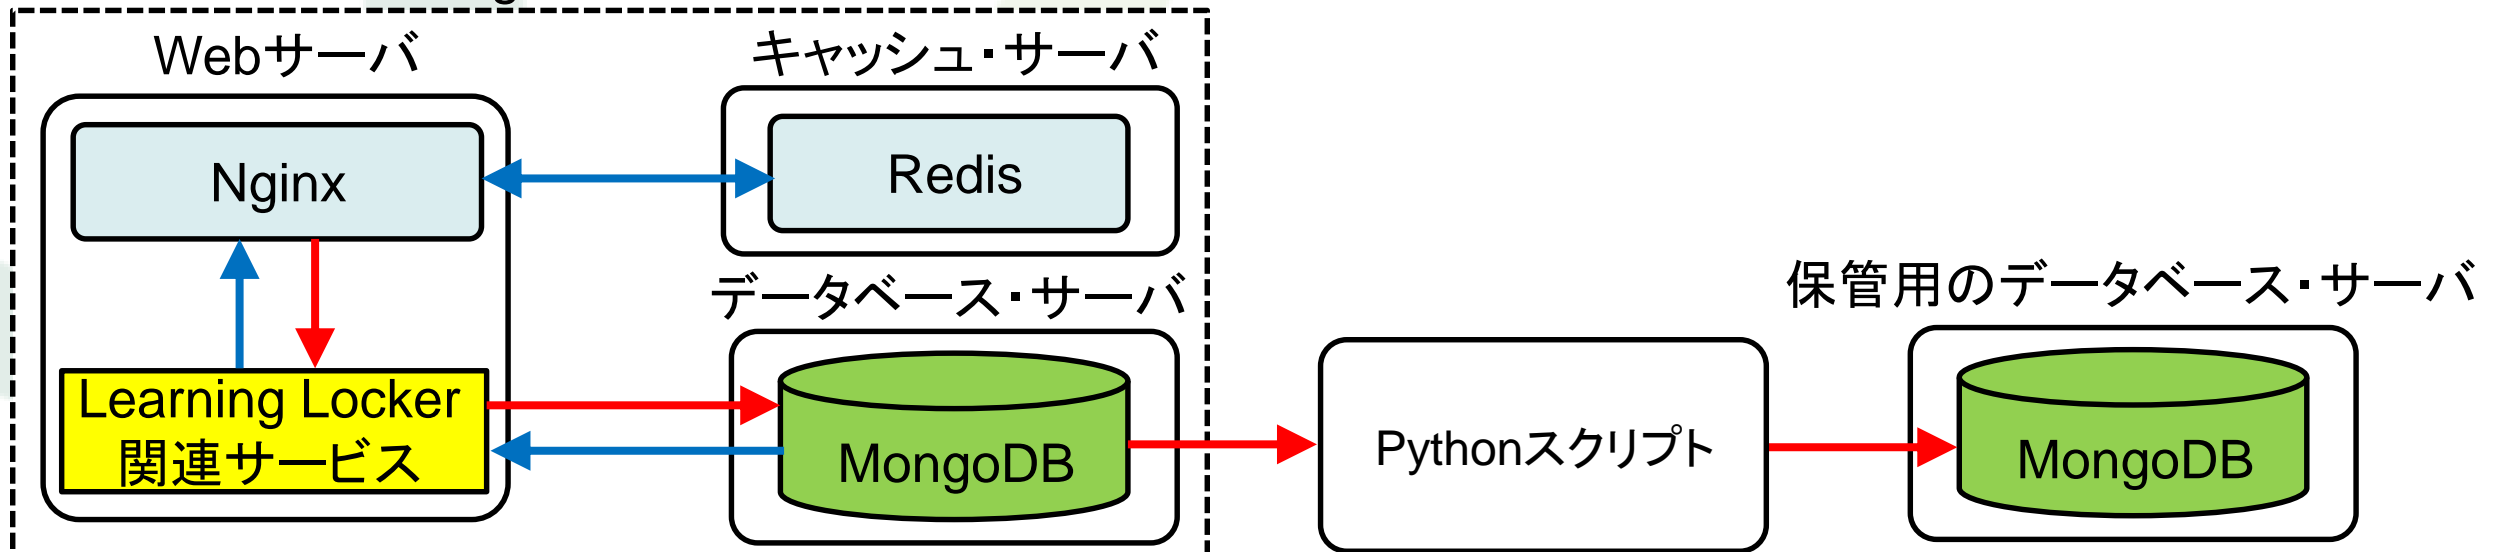 Webサーバ
キャッシュ・サーバ
Nginx
Redis
データベース・サーバ
保管用のデータベース・サーバ
Learning Locker
関連サービス
MongoDB
Pythonスクリプト
MongoDB